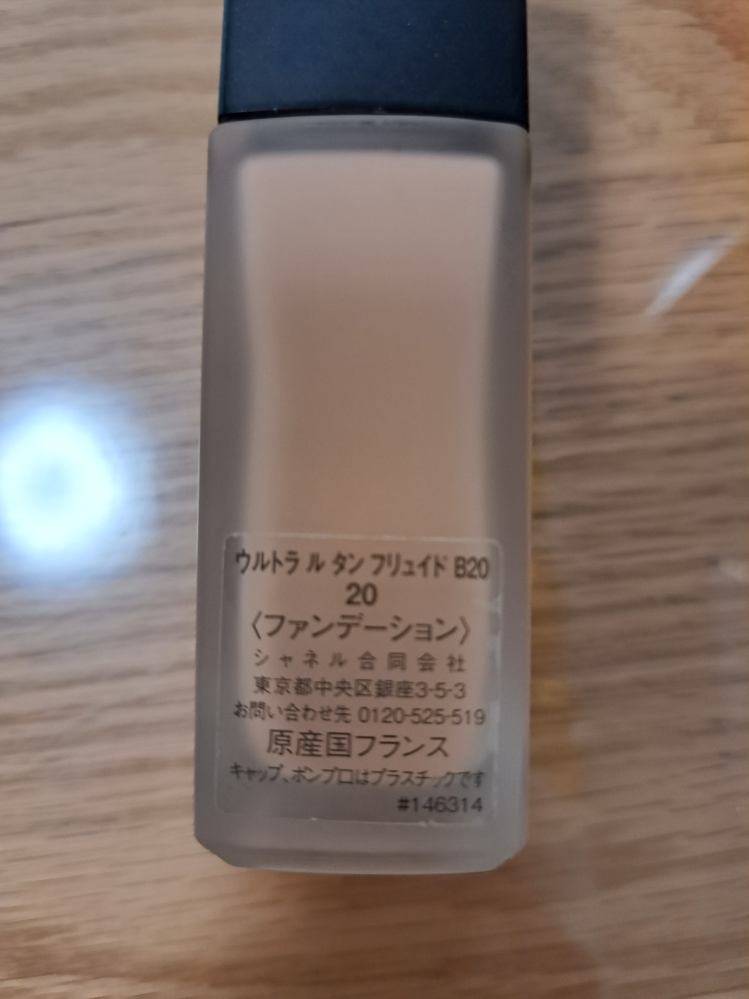 ウルトラ ル タン フリュイド B20
20
〈ファンデーション〉
シャネル合同会社
東京都中央区銀座3-5-3
お問い合わせ先 0120-525-519
原産国フランス
キャップ、ポンプ口はプラスチックです
#146314